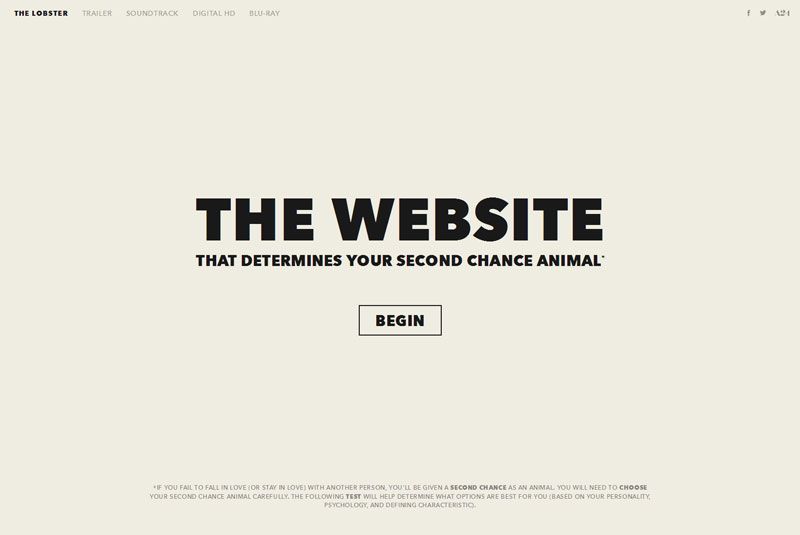 THE LOBSTER TRAILER SOUNDTRACK DIGITAL HD BLU-RAY f A24
THE WEBSITE
THAT DETERMINES YOUR SECOND CHANCE ANIMAL*
BEGIN
*IF YOU FAIL TO FALL IN LOVE (OR STAY IN LOVE) WITH ANOTHER PERSON, YOU'LL BE GIVEN A SECOND CHANCE AS AN ANIMAL. YOU WILL NEED TO CHOOSE
YOUR SECOND CHANCE ANIMAL CAREFULLY. THE FOLLOWING TEST WILL HELP DETERMINE WHAT OPTIONS ARE BEST FOR YOU (BASED ON YOUR PERSONALITY,
PSYCHOLOGY, AND DEFINING CHARACTERISTIC).